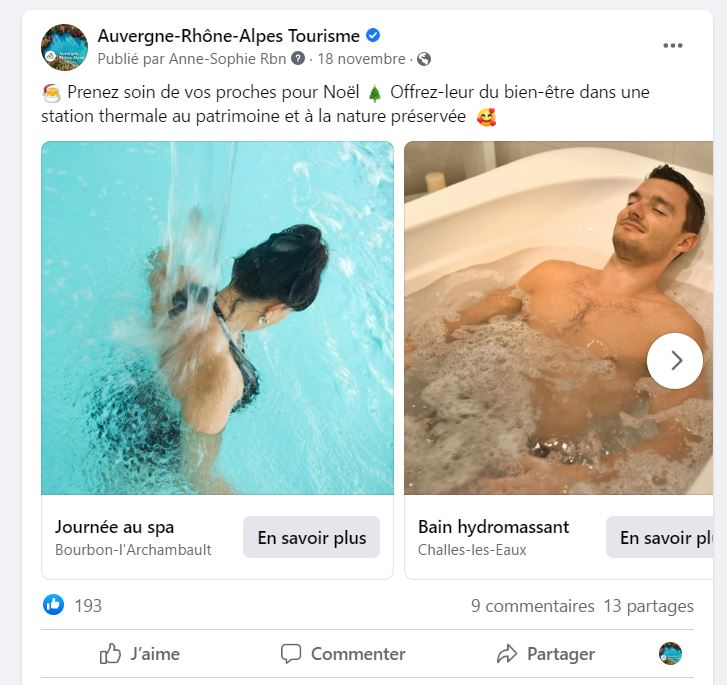 Auvergne-Rhône-Alpes Tourisme
Publié par Anne-Sophie Rbn ? · 18 novembre ·
🎅 Prenez soin de vos proches pour Noël 🎄 Offrez-leur du bien-être dans une
station thermale au patrimoine et à la nature préservée 🥰
Journée au spa
Bourbon-l'Archambault
En savoir plus
Bain hydromassant
Challes-les-Eaux
En savoir pl
193
9 commentaires 13 partages
J'aime
Commenter
Partager